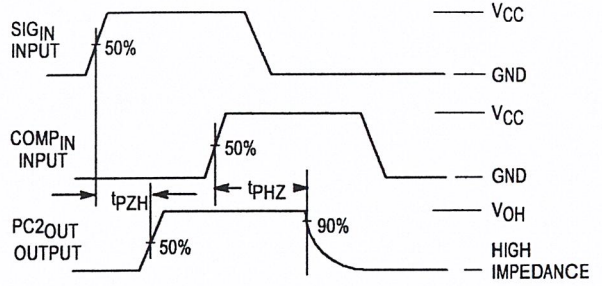 SIGIN
INPUT
50%
VCC
GND
COMPIN
INPUT
50%
VCC
GND
tPZH
tPHZ
PC2OUT
OUTPUT
50%
90%
VOH
HIGH
IMPEDANCE